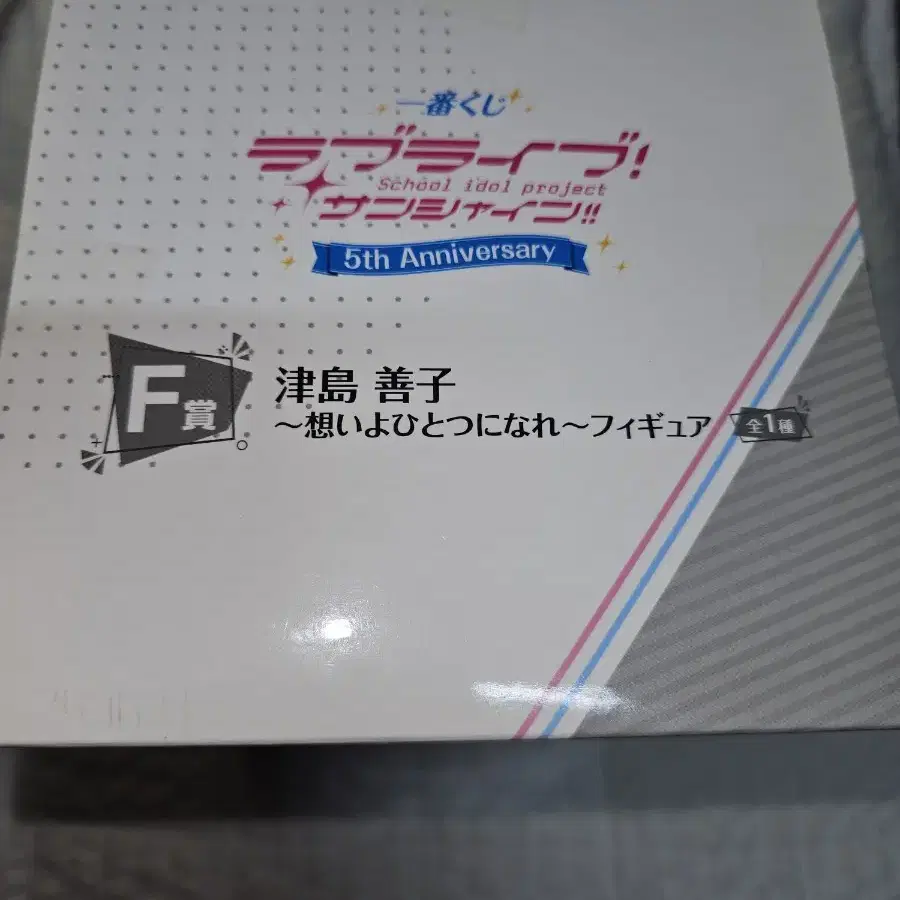 一番くじ
ラブライブ!
School idol project
サンシャイン!!
5th Anniversary
F賞
津島 善子
～想いよひとつになれ～フィギュア
全1種